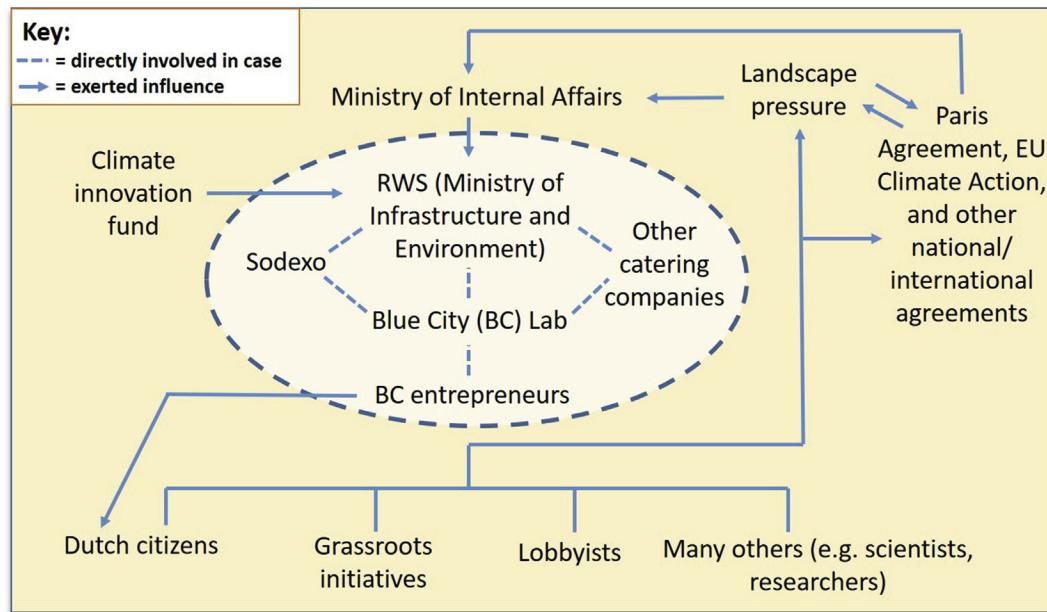 Key:
= directly involved in case
= exerted influence
Ministry of Internal Affairs
Landscape
pressure
Paris
Agreement, EU
Climate Action,
and other
national/
international
agreements
Climate
innovation
fund
RWS (Ministry of
Infrastructure and
Environment)
Sodexo
Other
catering
companies
Blue City (BC) Lab
BC entrepreneurs
Dutch citizens
Grassroots
initiatives
Lobbyists
Many others (e.g. scientists,
researchers)